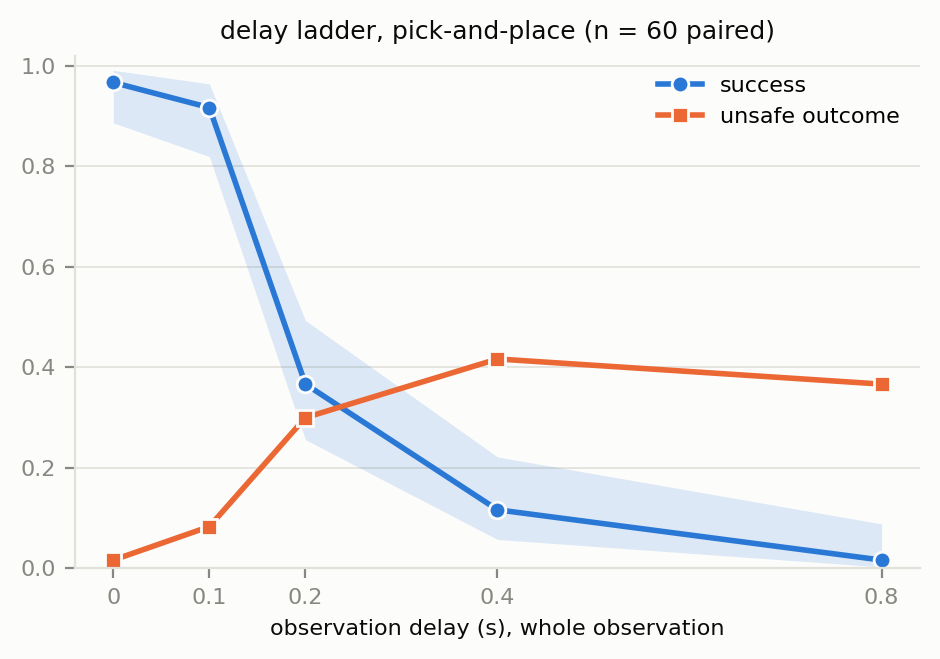 delay ladder, pick-and-place (n = 60 paired)
success
unsafe outcome
1.0
0.8
0.6
0.4
0.2
0.0
0 0.1 0.2 0.4 0.8
observation delay (s), whole observation